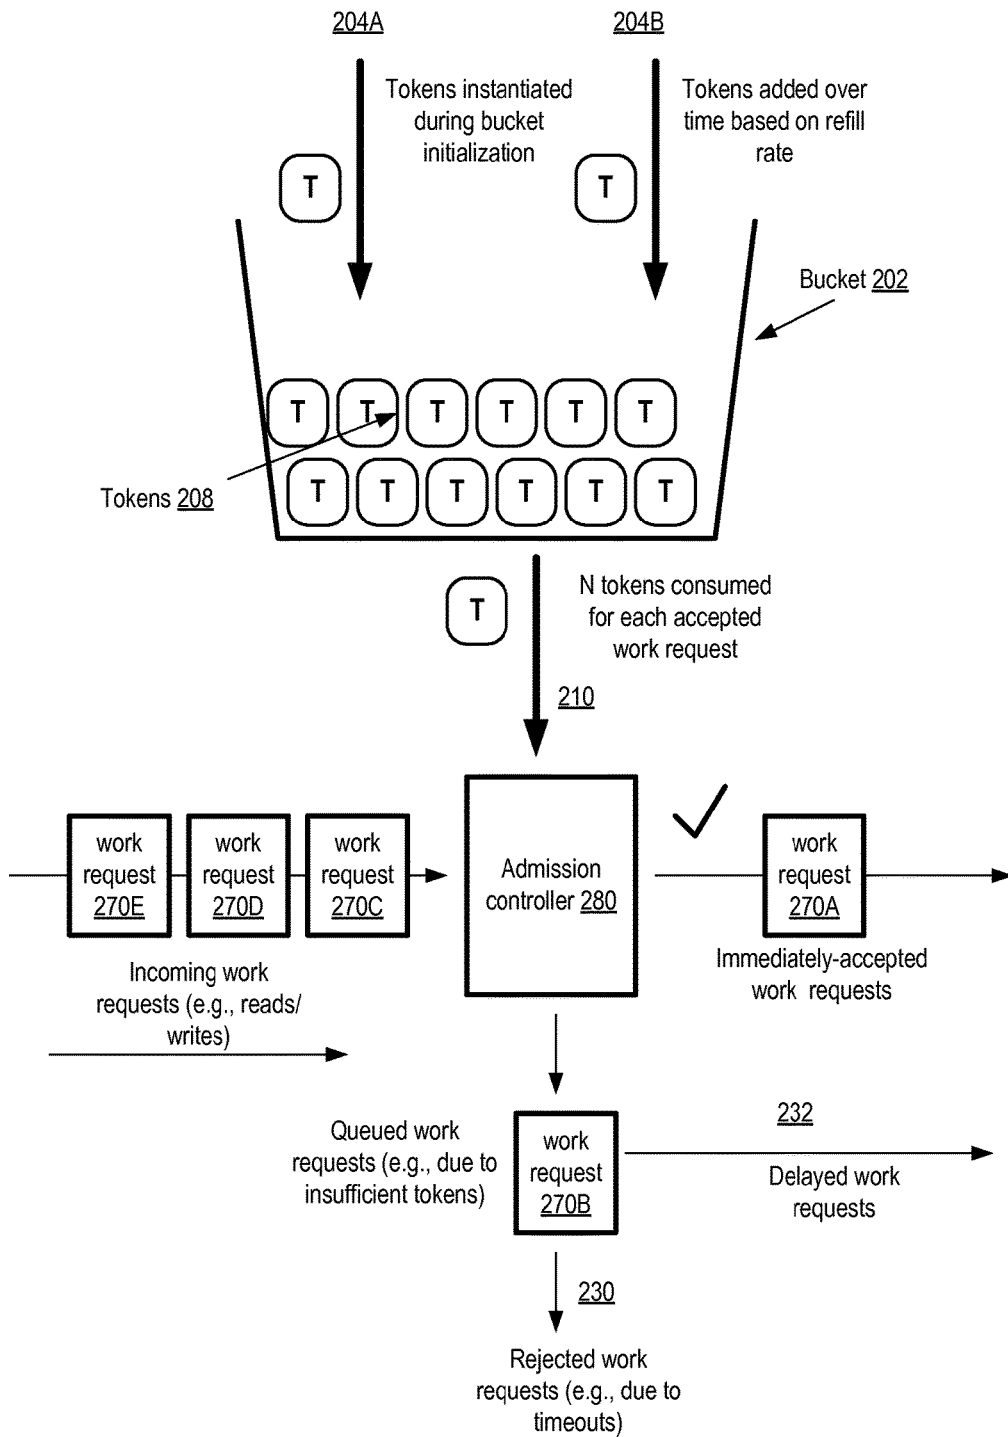 204A
204B
Tokens instantiated
during bucket
initialization
Tokens added over
time based on refill
rate
T
T
Bucket 202
T T T T T T
Tokens 208
T T T T T T
T
N tokens consumed
for each accepted
work request
210
work
request
270E
work
request
270D
work
request
270C
Admission
controller 280
work
request
270A
Immediately-accepted
work requests
Incoming work
requests (e.g., reads/
writes)
Queued work
requests (e.g., due to
insufficient tokens)
work
request
270B
232
Delayed work
requests
230
Rejected work
requests (e.g., due to
timeouts)